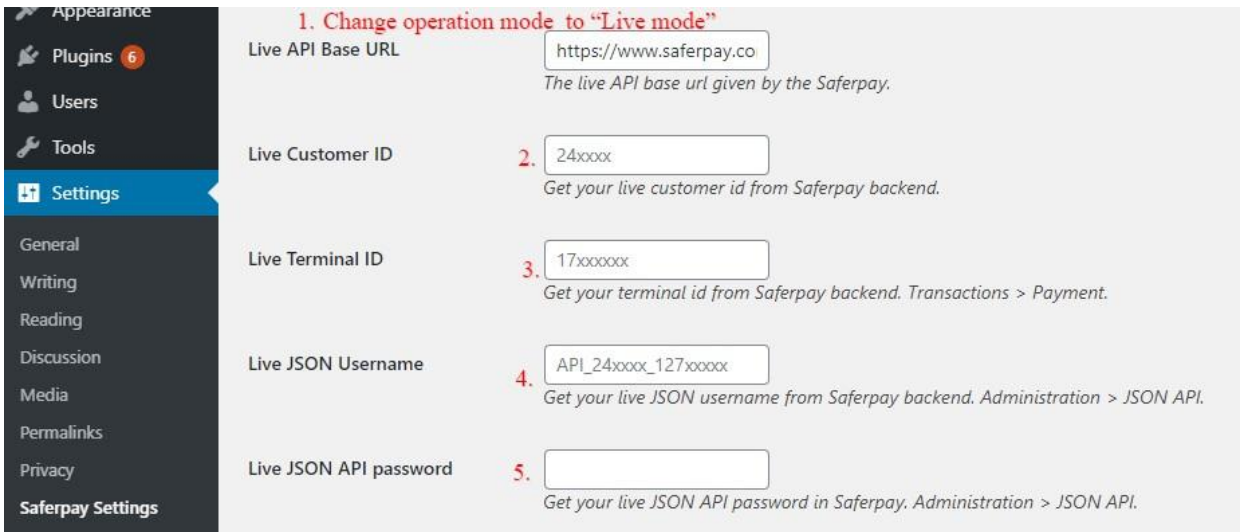 Appearance
Plugins 6
Users
Tools
Settings
General
Writing
Reading
Discussion
Media
Permalinks
Privacy
Saferpay Settings
1. Change operation mode to “Live mode”
Live API Base URL
https://www.saferpay.co
The live API base url given by the Saferpay.
Live Customer ID
2. 24xxxx
Get your live customer id from Saferpay backend.
Live Terminal ID
3. 17xxxxxx
Get your terminal id from Saferpay backend. Transactions > Payment.
Live JSON Username
4. API_24xxxx_127xxxxx
Get your live JSON username from Saferpay backend. Administration > JSON API.
Live JSON API password
5.
Get your live JSON API password in Saferpay. Administration > JSON API.